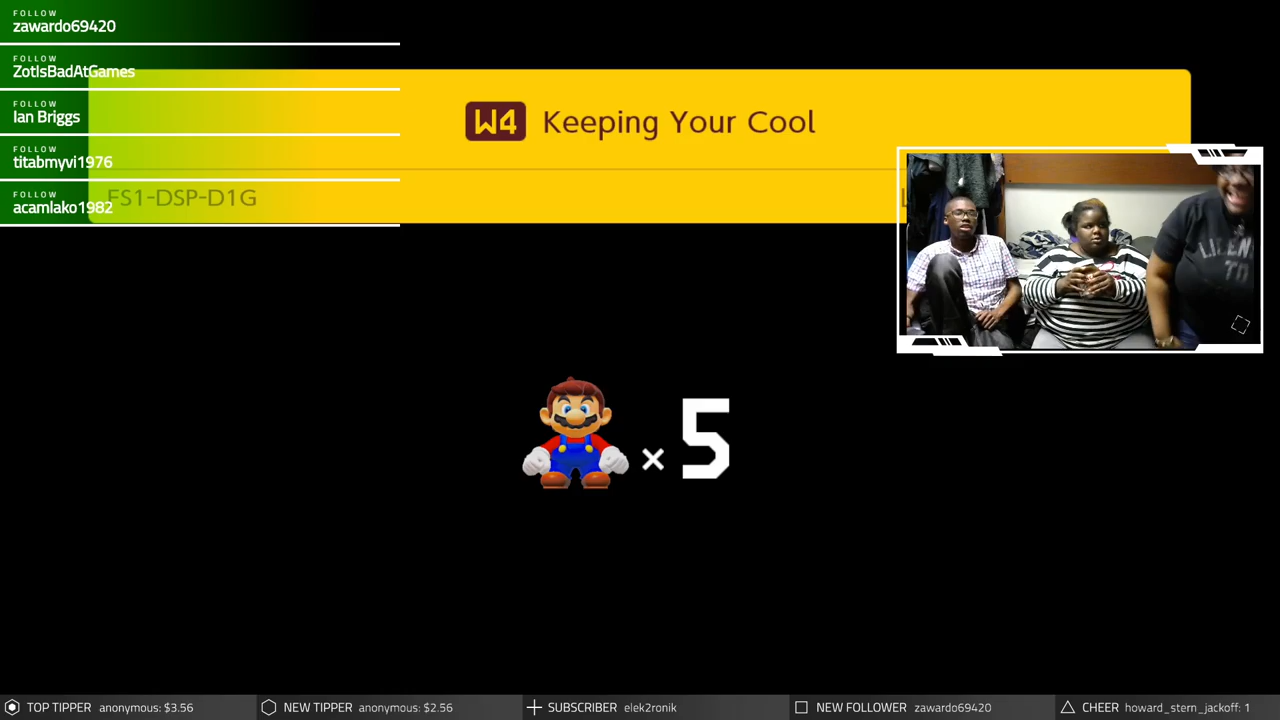 FOLLOW
zawardo69420
FOLLOW
ZotIsBadAtGames
FOLLOW
Ian Briggs
FOLLOW
titabmyvi1976
FOLLOW
acamlako1982
W4 Keeping Your Cool
FS1-DSP-D1G
× 5
TOP TIPPER anonymous: $3.56
NEW TIPPER anonymous: $2.56
SUBSCRIBER elek2ronik
NEW FOLLOWER zawardo69420
CHEER howard_stern_jackoff: 1